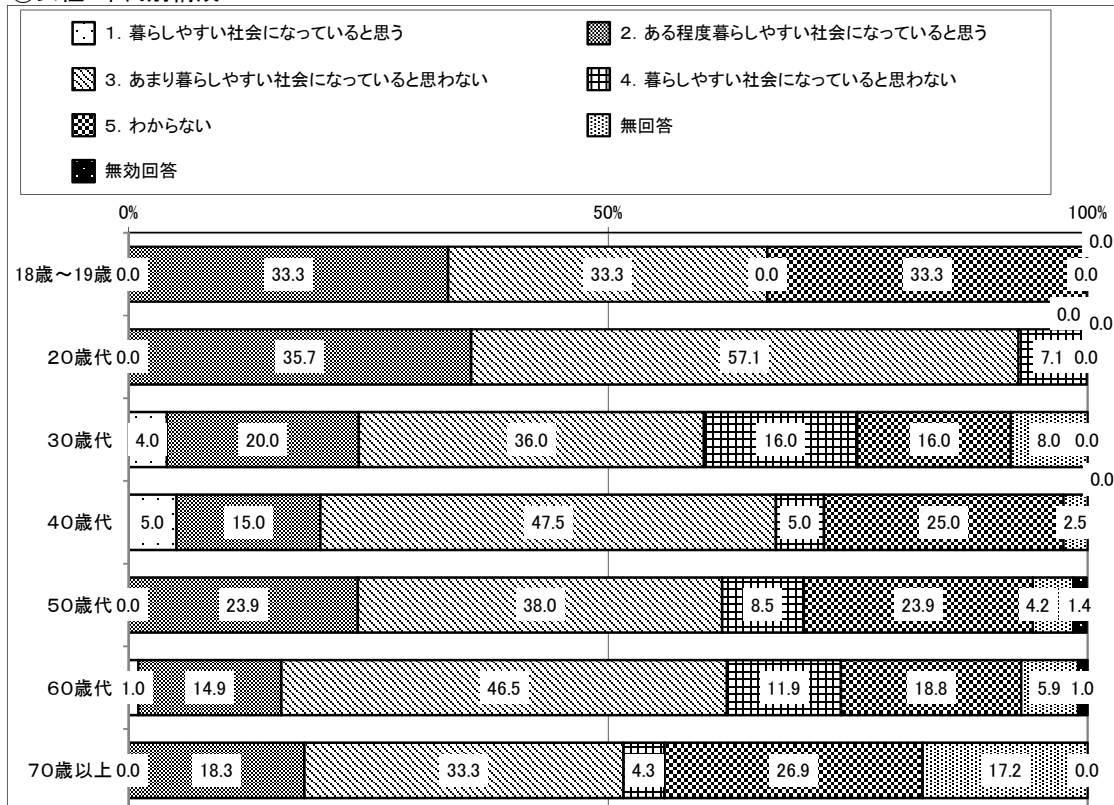 1．暮らしやすい社会になっていると思う
2．ある程度暮らしやすい社会になっていると思う
3．あまり暮らしやすい社会になっていると思わない
4．暮らしやすい社会になっていると思わない
5．わからない
無回答
無効回答
0%
50%
100%
0.0
18歳～19歳 0.0 33.3 33.3 0.0 33.3 0.0
0.0
0.0
20歳代 0.0 35.7 57.1 7.1 0.0
30歳代 4.0 20.0 36.0 16.0 16.0 8.0 0.0
0.0
40歳代 5.0 15.0 47.5 5.0 25.0 2.5
50歳代 0.0 23.9 38.0 8.5 23.9 4.2 1.4
60歳代 1.0 14.9 46.5 11.9 18.8 5.9 1.0
70歳以上 0.0 18.3 33.3 4.3 26.9 17.2 0.0